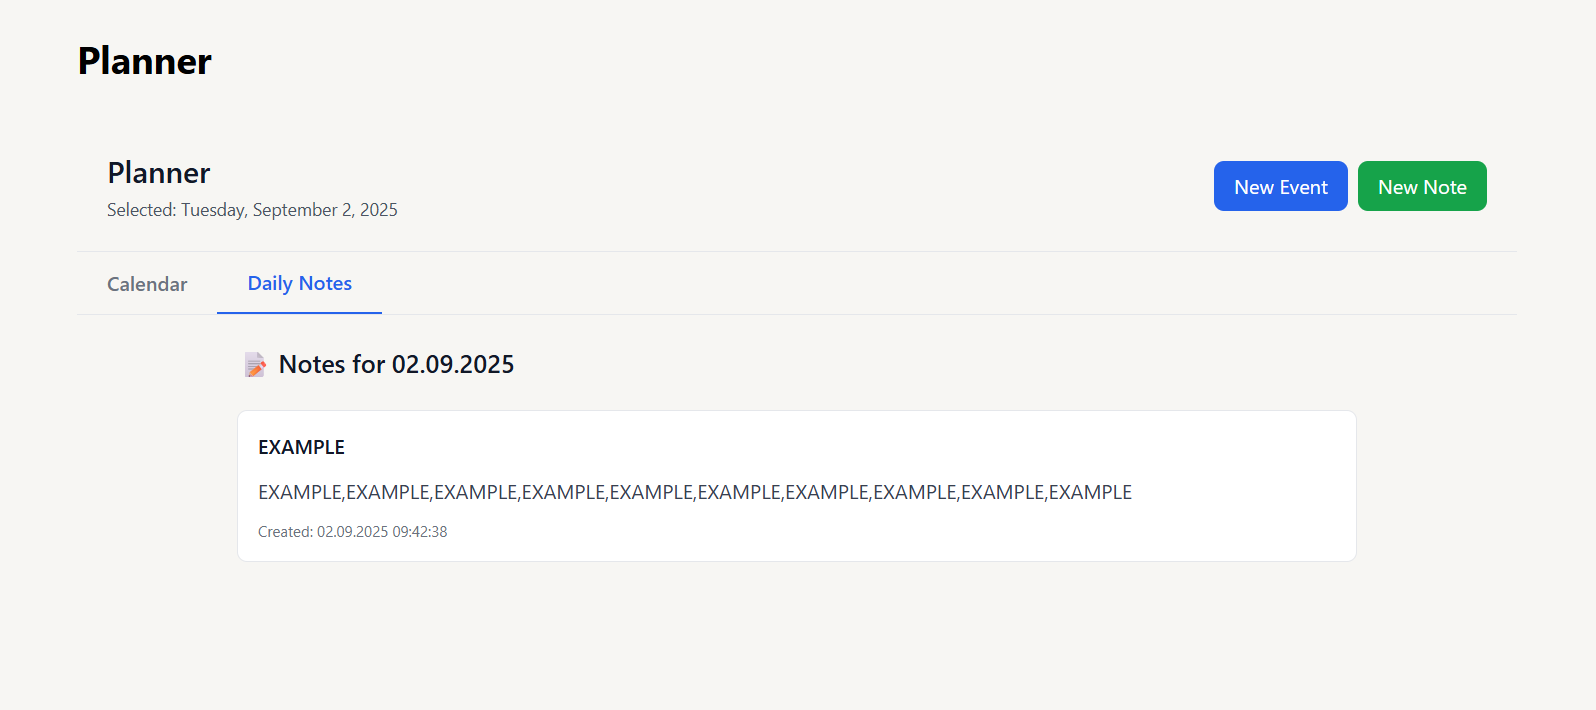 Planner
Planner
Selected: Tuesday, September 2, 2025
New Event
New Note
Calendar
Daily Notes
Notes for 02.09.2025
EXAMPLE
EXAMPLE,EXAMPLE,EXAMPLE,EXAMPLE,EXAMPLE,EXAMPLE,EXAMPLE,EXAMPLE,EXAMPLE,EXAMPLE
Created: 02.09.2025 09:42:38